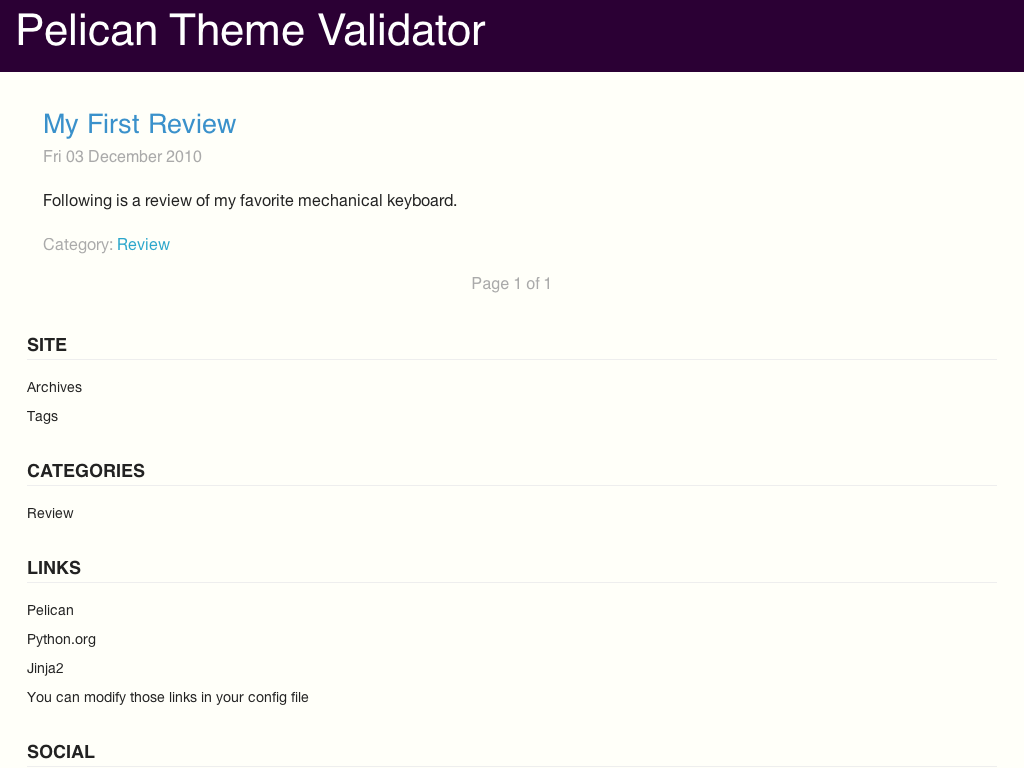 Pelican Theme Validator
My First Review
Fri 03 December 2010
Following is a review of my favorite mechanical keyboard.
Category: Review
Page 1 of 1
SITE
Archives
Tags
CATEGORIES
Review
LINKS
Pelican
Python.org
Jinja2
You can modify those links in your config file
SOCIAL